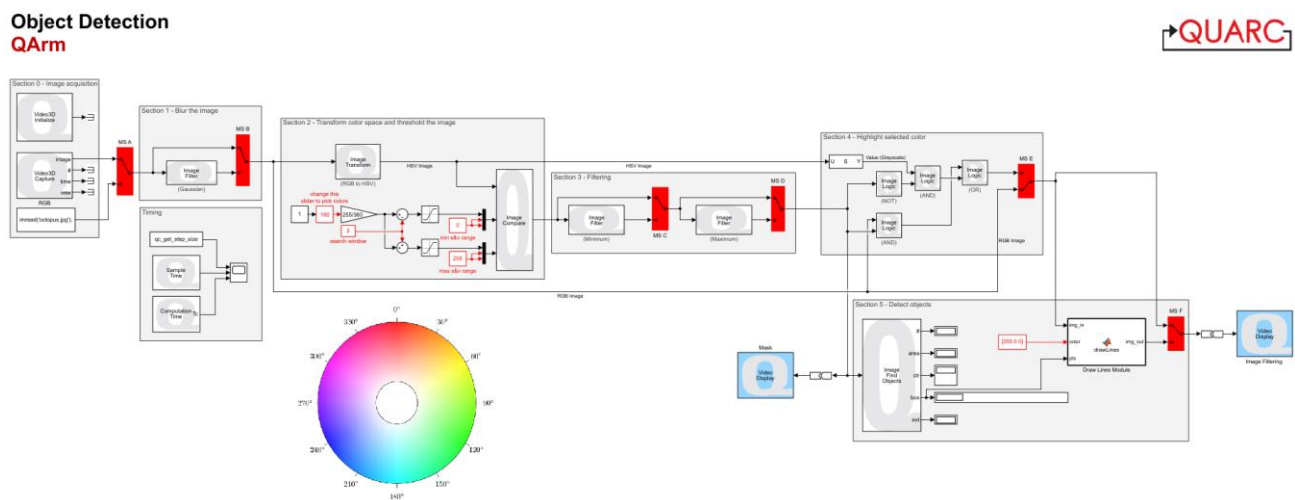 Object Detection
QArm
QUARC
Section 0 - Image acquisition
Video3D
Initialize
image
Video3D
Capture
RGB
imread('octopus.jpg');
MS A
Section 1 - Blur the image
MS B
Image
Filter
(Gaussian)
Timing
qc_get_step_size
Sample
Time
Computation
Time
Section 2 - Transform color space and threshold the image
Image
Transform
(RGB to HSV)
HSV Image
change this
slider to pick colors
1
180
255/360
2
search window
0
min s&v range
255
max s&v range
Image
Compare
HSV Image
Section 3 - Filtering
Image
Filter
(Minimum)
MS C
Image
Filter
(Maximum)
MS D
RGB Image
Section 4 - Highlight selected color
U S Y
Value (Grayscale)
Image
Logic
(NOT)
Image
Logic
(AND)
Image
Logic
(OR)
Image
Logic
(AND)
MS E
RGB Image
Section 5 - Detect objects
Mask
Video
Display
Image
Find
Objects
#
area
ctr
box
ext
[255 0 0]
img_in
color
pts
drawLines
img_out
Draw Lines Module
MS F
Video
Display
Image Filtering
0°
30°
60°
90°
120°
150°
180°
210°
240°
270°
300°
330°